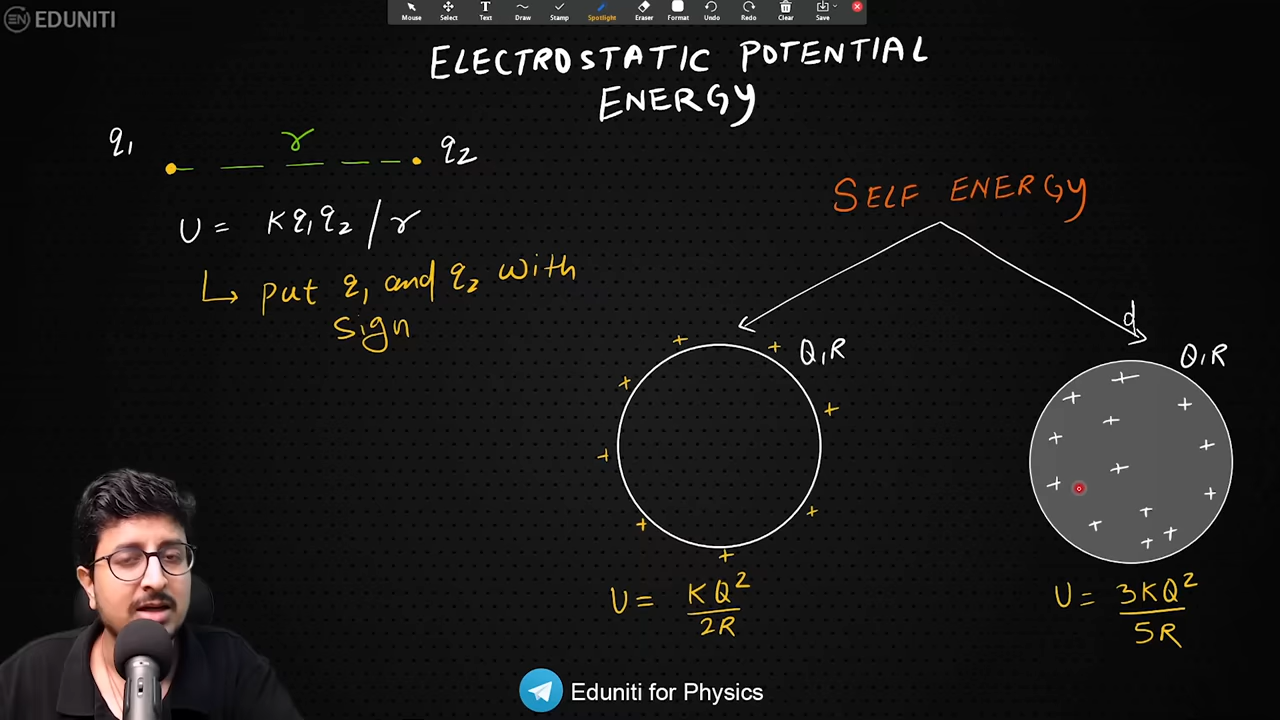 EN EDUNITI
Mouse Select Text Draw Stamp Spotlight Eraser Format Undo Redo Clear Save
ELECTROSTATIC POTENTIAL
ENERGY
q₁ r q₂
U = Kq₁q₂/r
↳ put q₁ and q₂ with
sign
SELF ENERGY
Q,R
d
Q,R
U = KQ²/2R
U = 3KQ²/5R
Eduniti for Physics